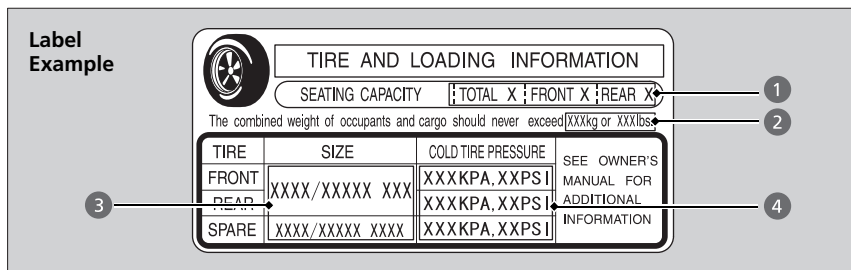 Label
Example
TIRE AND LOADING INFORMATION
SEATING CAPACITY TOTAL X FRONT X REAR X
1
The combined weight of occupants and cargo should never exceed XXXkg or XXXlbs.
2
TIRE SIZE COLD TIRE PRESSURE
SEE OWNER'S
MANUAL FOR
ADDITIONAL
INFORMATION
FRONT XXXX/XXXXX XXX XXXKPA,XXPSI
REAR XXXKPA,XXPSI
3
4
SPARE XXXX/XXXXX XXXX XXXKPA,XXPSI